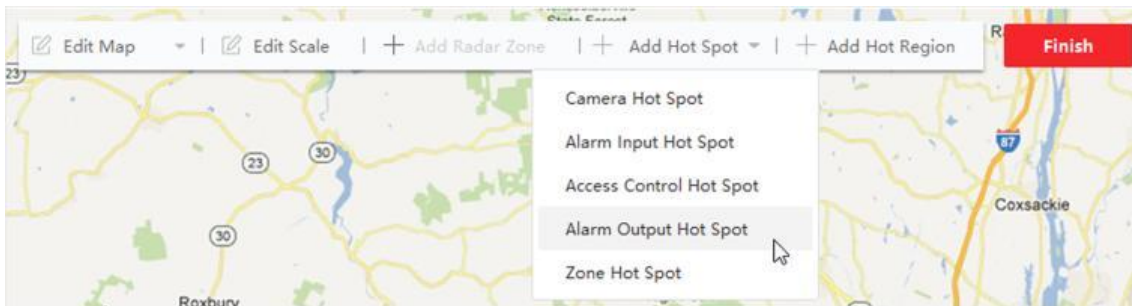 State Forest
Edit Map
Edit Scale
Add Radar Zone
Add Hot Spot
Add Hot Region
Finish
23
Camera Hot Spot
Alarm Input Hot Spot
87
23
30
Access Control Hot Spot
Coxsackie
Alarm Output Hot Spot
30
Zone Hot Spot
Roxbury